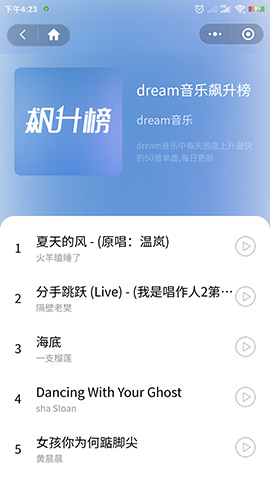 下午4:23
飙升榜
dream音乐飙升榜
dream音乐
dream音乐中每天热度上升最快
的50首单曲,每日更新
1
夏天的风 - (原唱：温岚)
火羊瞌睡了
2
分手跳跃 (Live) - (我是唱作人2第…
隔壁老樊
3
海底
一支榴莲
4
Dancing With Your Ghost
sha Sloan
5
女孩你为何踮脚尖
黄晨晨